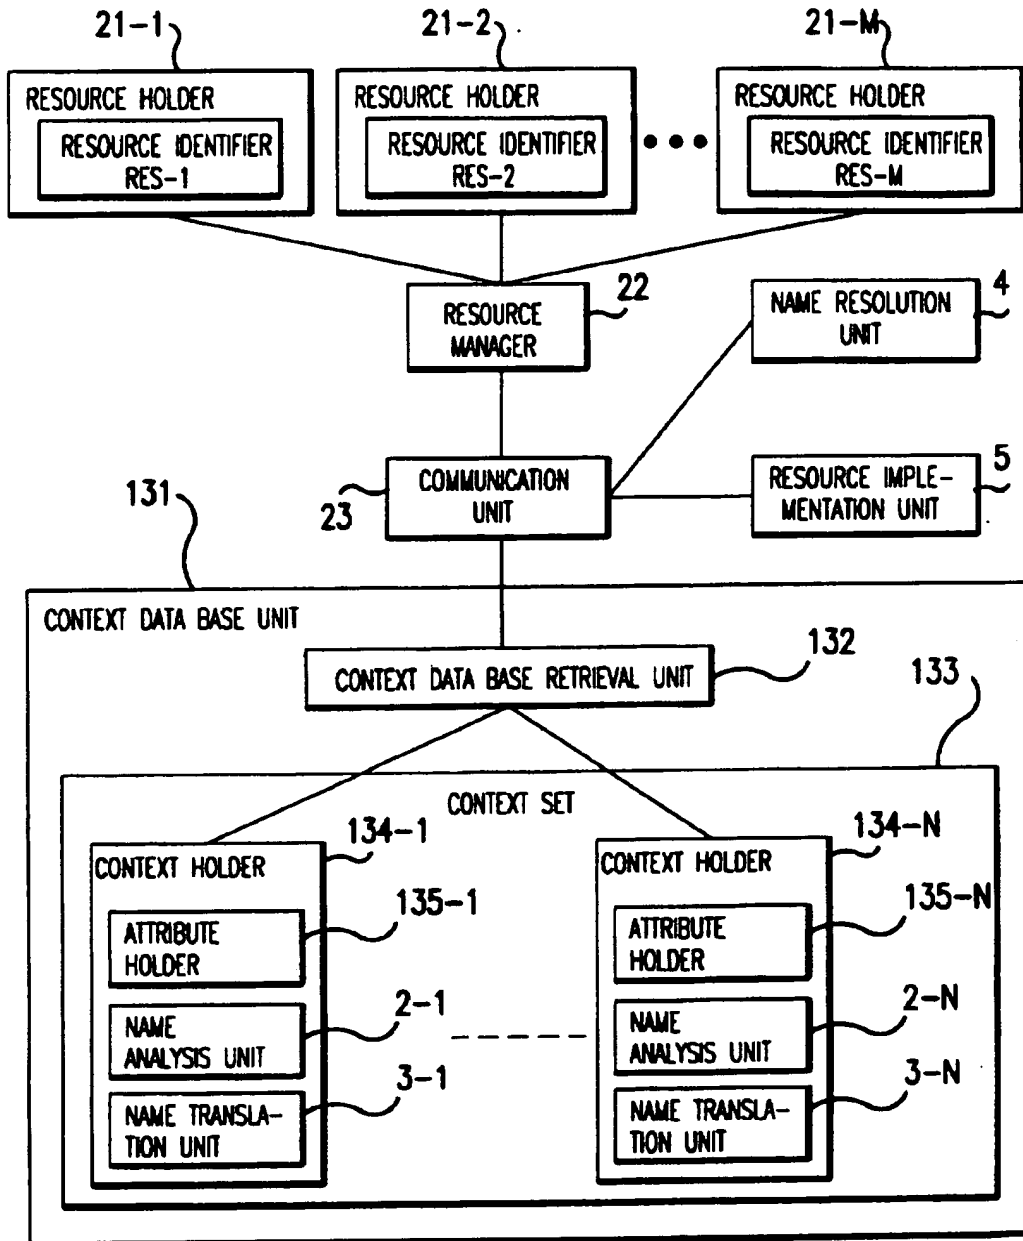 21-1
21-2
21-M
RESOURCE HOLDER
RESOURCE IDENTIFIER
RES-1
RESOURCE HOLDER
RESOURCE IDENTIFIER
RES-2
RESOURCE HOLDER
RESOURCE IDENTIFIER
RES-M
22
RESOURCE
MANAGER
4
NAME RESOLUTION
UNIT
23
COMMUNICATION
UNIT
5
RESOURCE IMPLE-
MENTATION UNIT
131
CONTEXT DATA BASE UNIT
132
CONTEXT DATA BASE RETRIEVAL UNIT
133
CONTEXT SET
134-1
CONTEXT HOLDER
135-1
ATTRIBUTE
HOLDER
2-1
NAME
ANALYSIS UNIT
3-1
NAME TRANSLA-
TION UNIT
134-N
CONTEXT HOLDER
135-N
ATTRIBUTE
HOLDER
2-N
NAME
ANALYSIS UNIT
3-N
NAME TRANSLA-
TION UNIT